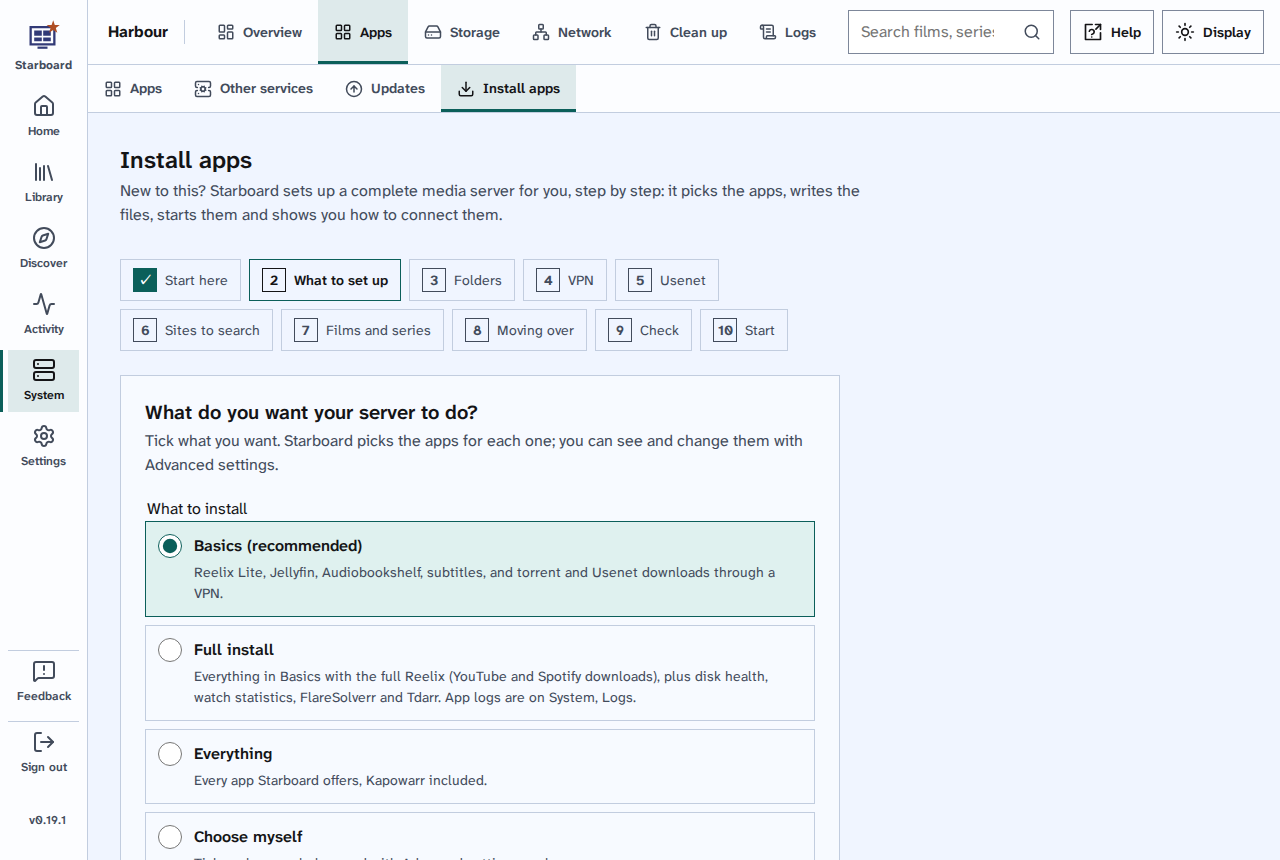 Starboard
Home
Library
Discover
Activity
System
Settings
Feedback
Sign out
v0.19.1
Harbour
Overview
Apps
Storage
Network
Clean up
Logs
Search films, series
Help
Display
Apps
Other services
Updates
Install apps
Install apps
New to this? Starboard sets up a complete media server for you, step by step: it picks the apps, writes the
files, starts them and shows you how to connect them.
✓ Start here
2 What to set up
3 Folders
4 VPN
5 Usenet
6 Sites to search
7 Films and series
8 Moving over
9 Check
10 Start
What do you want your server to do?
Tick what you want. Starboard picks the apps for each one; you can see and change them with
Advanced settings.
What to install
Basics (recommended)
Reelix Lite, Jellyfin, Audiobookshelf, subtitles, and torrent and Usenet downloads through a
VPN.
Full install
Everything in Basics with the full Reelix (YouTube and Spotify downloads), plus disk health,
watch statistics, FlareSolverr and Tdarr. App logs are on System, Logs.
Everything
Every app Starboard offers, Kapowarr included.
Choose myself